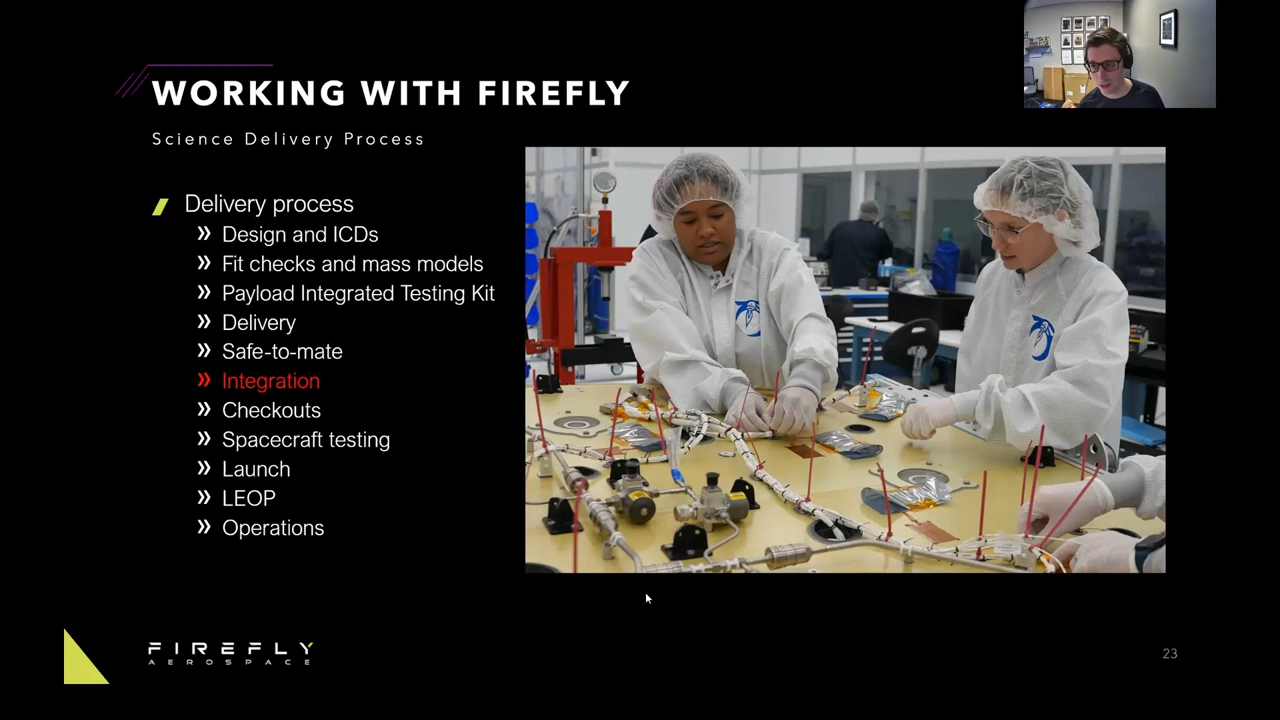 WORKING WITH FIREFLY
Science Delivery Process
Delivery process
Design and ICDs
Fit checks and mass models
Payload Integrated Testing Kit
Delivery
Safe-to-mate
Integration
Checkouts
Spacecraft testing
Launch
LEOP
Operations
FIREFLY
AEROSPACE
23